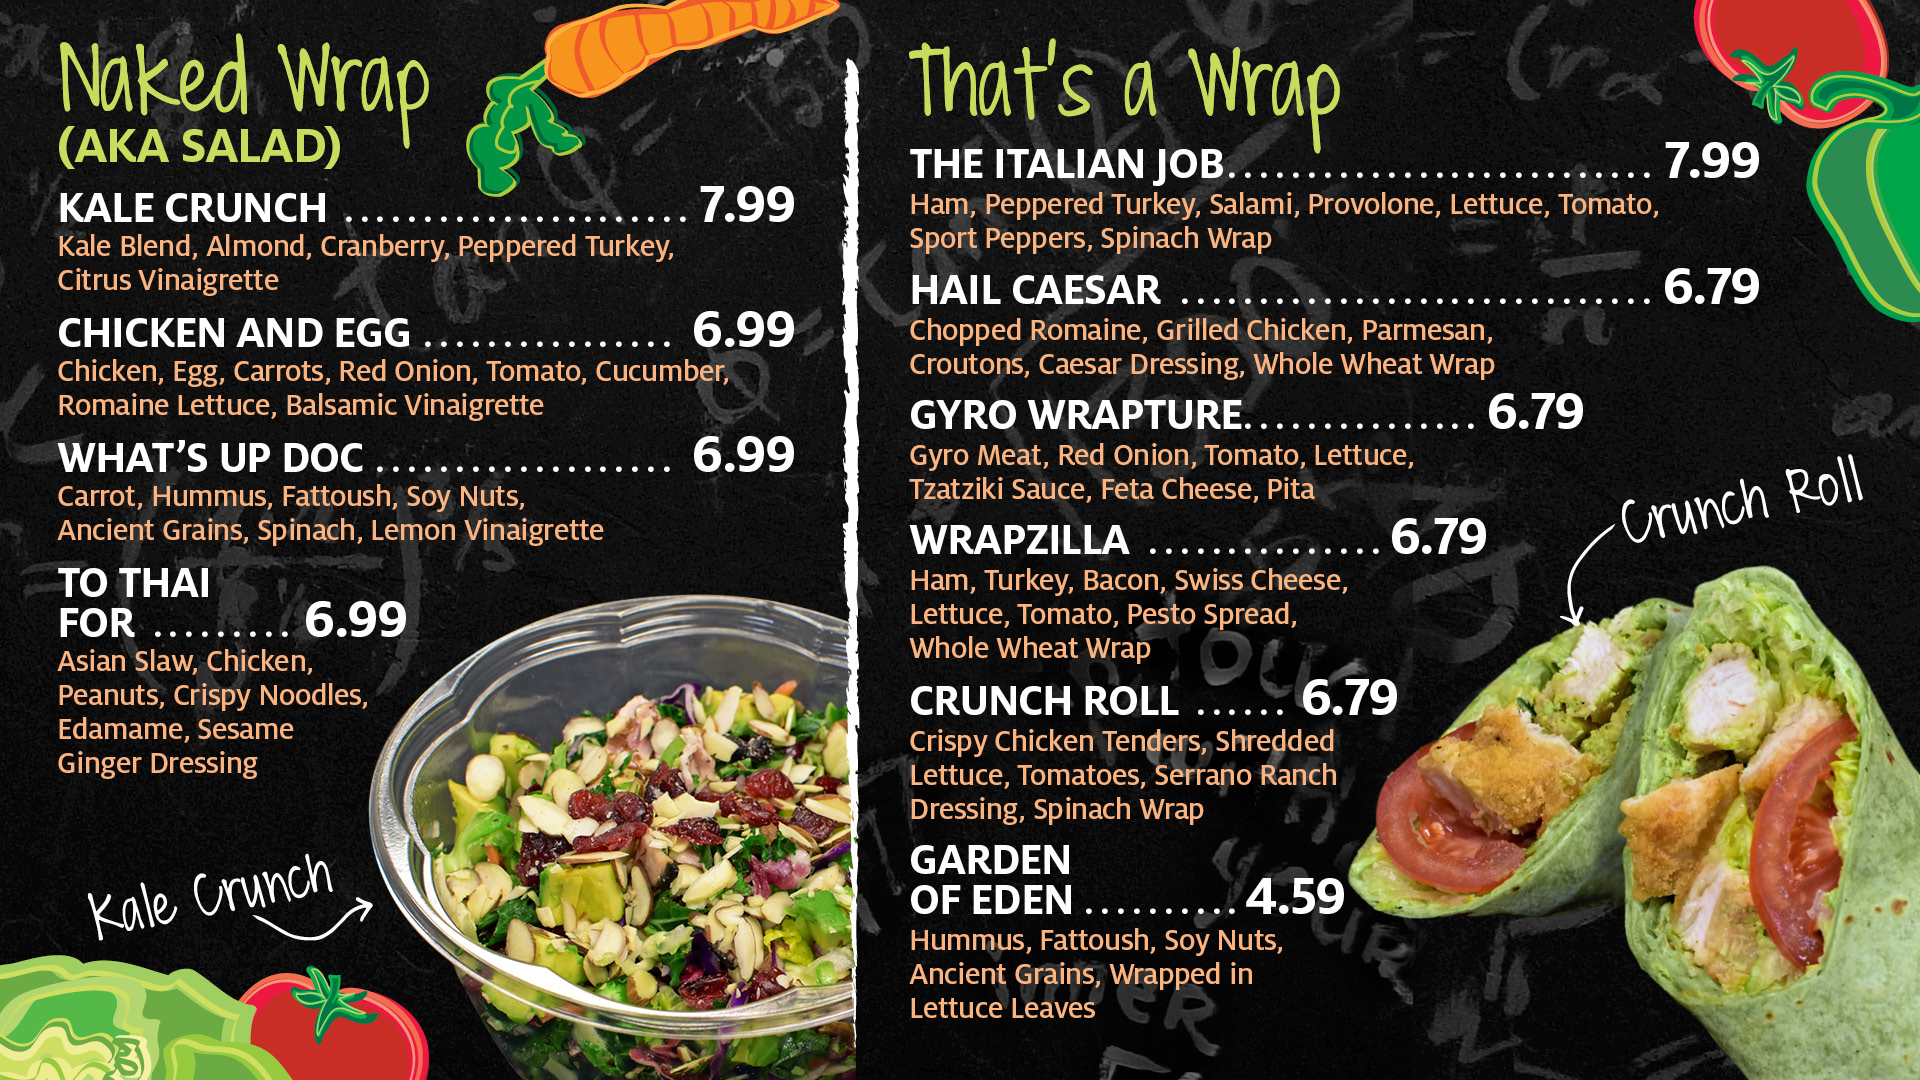 Naked Wrap
(AKA SALAD)
KALE CRUNCH ...................... 7.99
Kale Blend, Almond, Cranberry, Peppered Turkey,
Citrus Vinaigrette
CHICKEN AND EGG ................ 6.99
Chicken, Egg, Carrots, Red Onion, Tomato, Cucumber,
Romaine Lettuce, Balsamic Vinaigrette
WHAT'S UP DOC ................... 6.99
Carrot, Hummus, Fattoush, Soy Nuts,
Ancient Grains, Spinach, Lemon Vinaigrette
TO THAI
FOR ......... 6.99
Asian Slaw, Chicken,
Peanuts, Crispy Noodles,
Edamame, Sesame
Ginger Dressing
Kale Crunch
That's a Wrap
THE ITALIAN JOB........................... 7.99
Ham, Peppered Turkey, Salami, Provolone, Lettuce, Tomato,
Sport Peppers, Spinach Wrap
HAIL CAESAR .............................. 6.79
Chopped Romaine, Grilled Chicken, Parmesan,
Croutons, Caesar Dressing, Whole Wheat Wrap
GYRO WRAPTURE............... 6.79
Gyro Meat, Red Onion, Tomato, Lettuce,
Tzatziki Sauce, Feta Cheese, Pita
WRAPZILLA ............... 6.79
Ham, Turkey, Bacon, Swiss Cheese,
Lettuce, Tomato, Pesto Spread,
Whole Wheat Wrap
CRUNCH ROLL ...... 6.79
Crispy Chicken Tenders, Shredded
Lettuce, Tomatoes, Serrano Ranch
Dressing, Spinach Wrap
GARDEN
OF EDEN .......... 4.59
Hummus, Fattoush, Soy Nuts,
Ancient Grains, Wrapped in
Lettuce Leaves
Crunch Roll